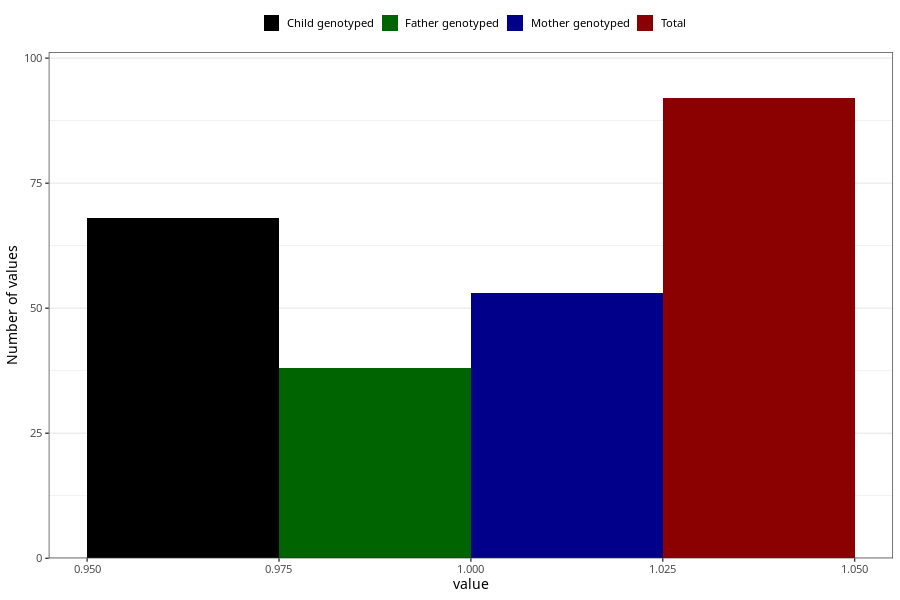 Child genotyped Father genotyped Mother genotyped Total
100
75
50
25
0
Number of values
0.950 0.975 1.000 1.025 1.050
value